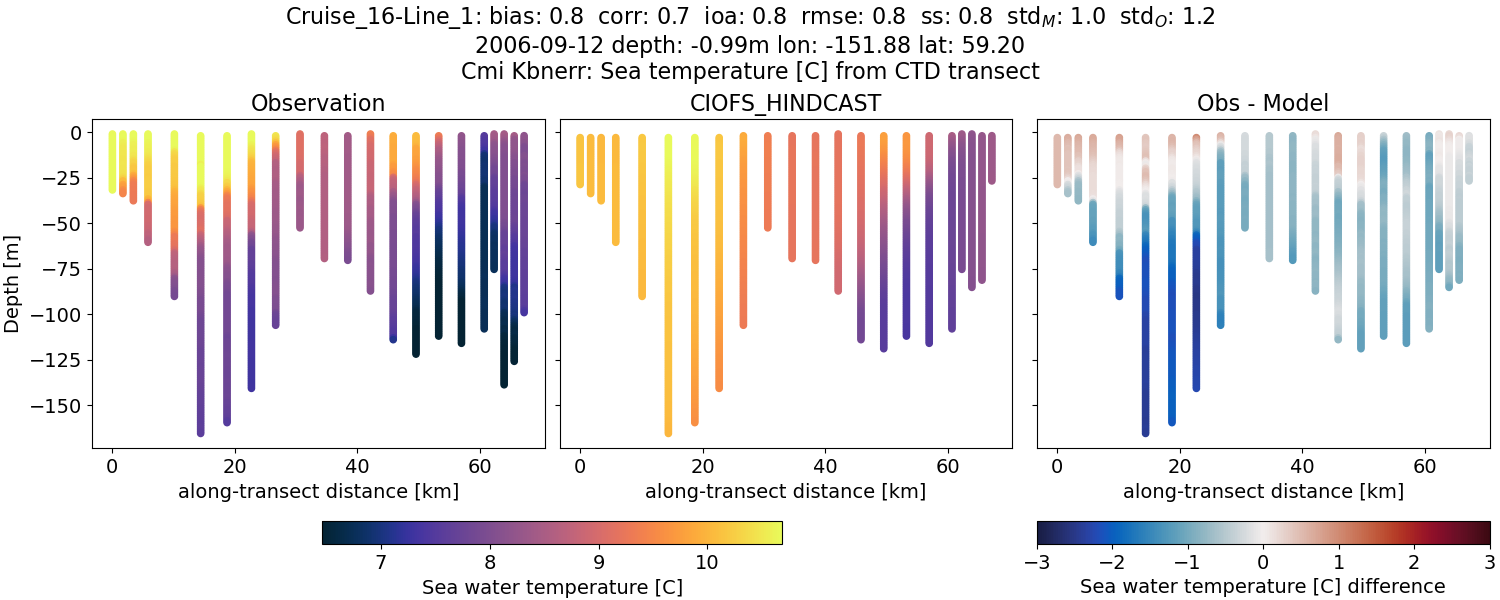 Cruise_16-Line_1: bias: 0.8 corr: 0.7 ioa: 0.8 rmse: 0.8 ss: 0.8 std_M: 1.0 std_O: 1.2
2006-09-12 depth: -0.99m lon: -151.88 lat: 59.20
Cmi Kbnerr: Sea temperature [C] from CTD transect
Observation
CIOFS_HINDCAST
Obs - Model
Depth [m]
0
−25
−50
−75
−100
−125
−150
0 20 40 60
0 20 40 60
0 20 40 60
along-transect distance [km]
along-transect distance [km]
along-transect distance [km]
7 8 9 10
Sea water temperature [C]
−3 −2 −1 0 1 2 3
Sea water temperature [C] difference